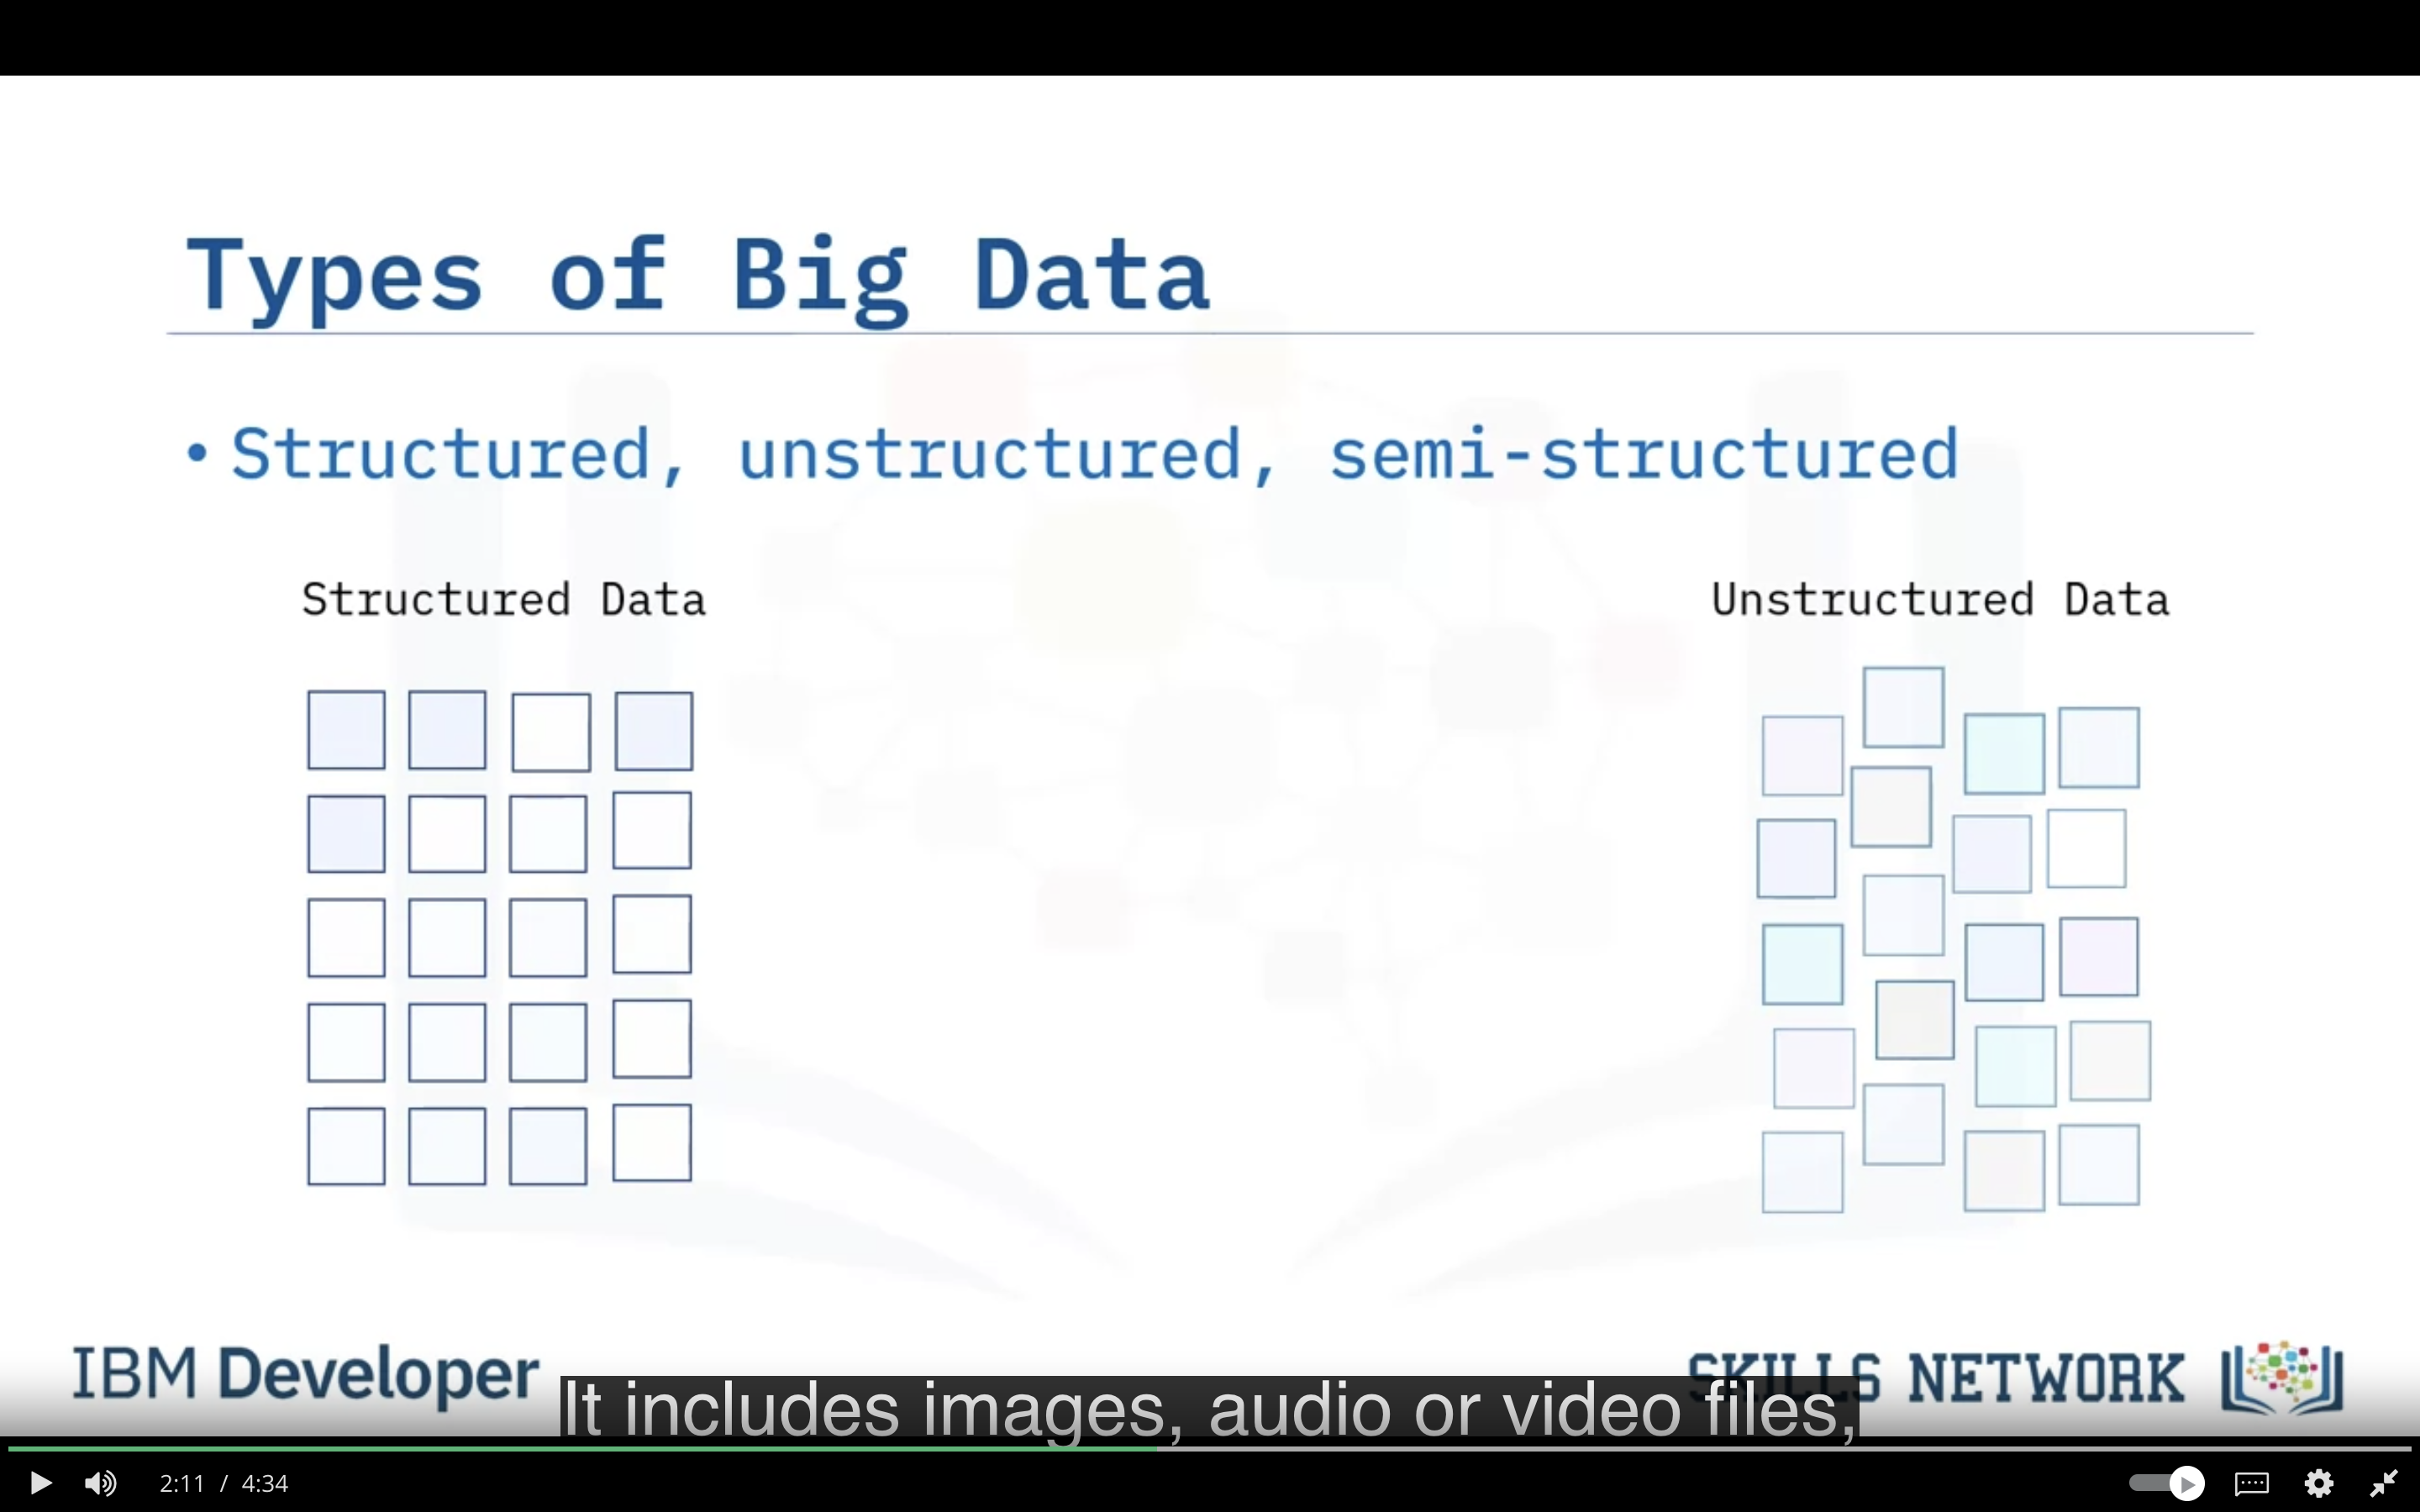 Types of Big Data
• Structured, unstructured, semi-structured
Structured Data
Unstructured Data
IBM Developer
SKILLS NETWORK
It includes images, audio or video files,
2:11 / 4:34